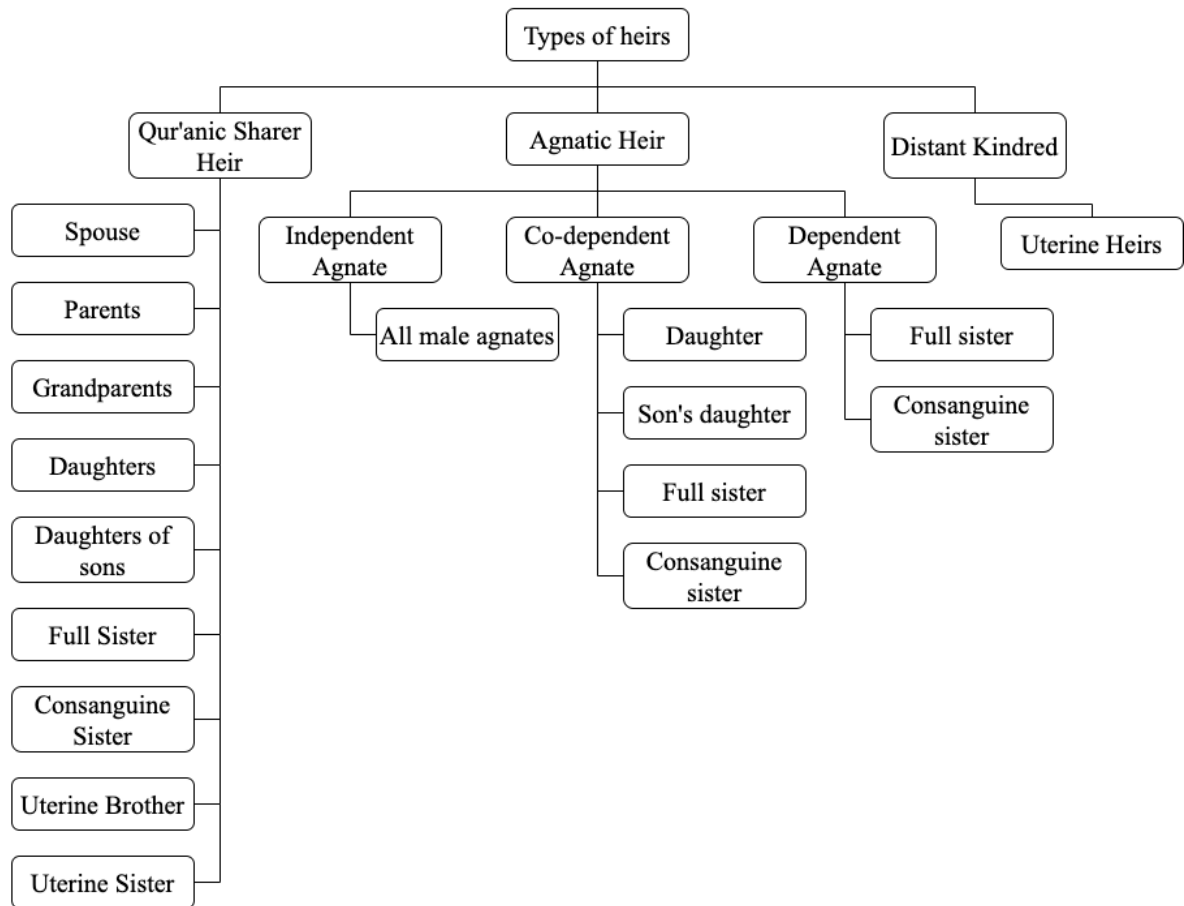 Types of heirs
Qur'anic Sharer
Heir
Spouse
Parents
Grandparents
Daughters
Daughters of
sons
Full Sister
Consanguine
Sister
Uterine Brother
Uterine Sister
Agnatic Heir
Independent
Agnate
All male agnates
Co-dependent
Agnate
Daughter
Son's daughter
Full sister
Consanguine
sister
Dependent
Agnate
Full sister
Consanguine
sister
Distant Kindred
Uterine Heirs